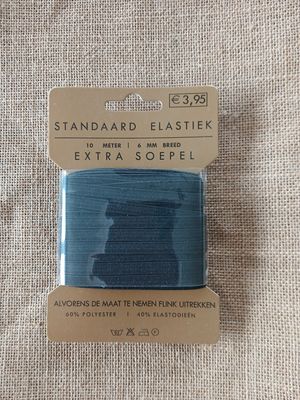 € 3,95
STANDAARD ELASTIEK
10 METER | 6 MM BREED
EXTRA SOEPEL
ALVORENS DE MAAT TE NEMEN FLINK UITREKKEN
60% POLYESTER | 40% ELASTODIEËN